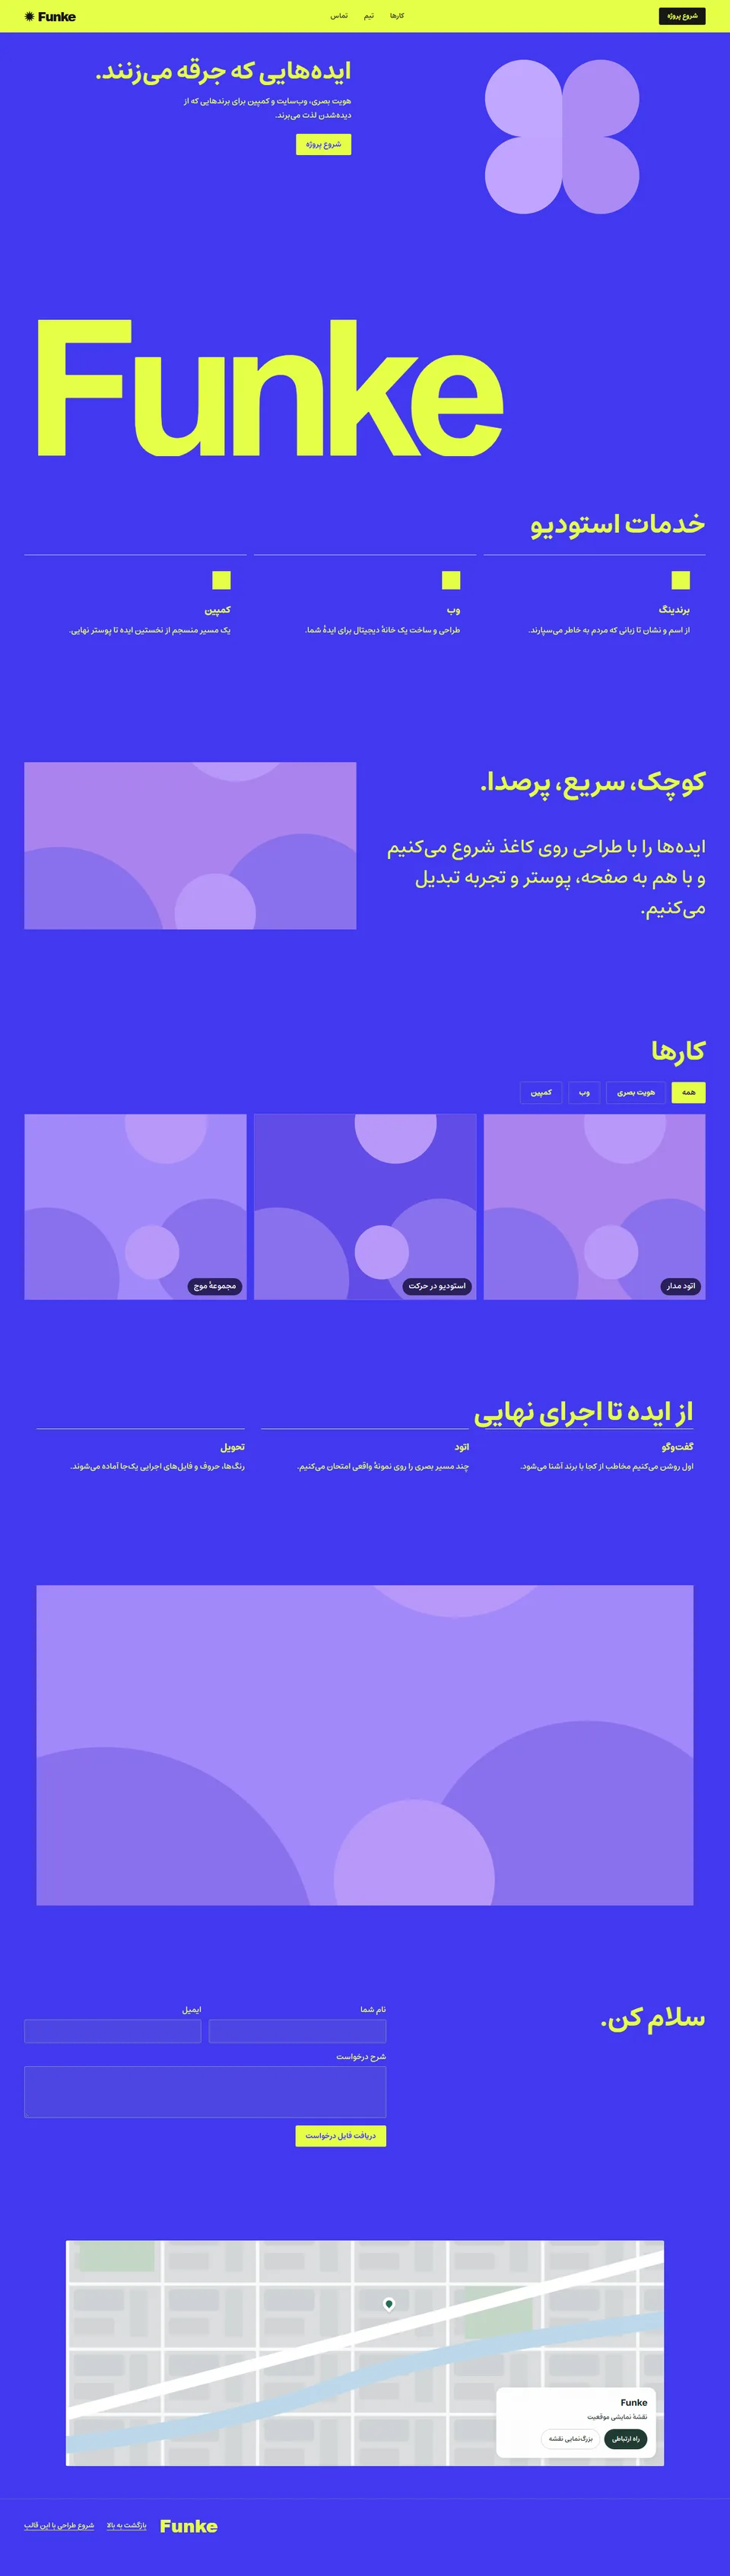 شروع پروژه
کارها
تیم
تماس
Funke
ایده‌هایی که جرقه می‌زنند.
هویت بصری، وب‌سایت و کمپین برای برندهایی که از
دیده‌شدن لذت می‌برند.
شروع پروژه
Funke
خدمات استودیو
برندینگ
از اسم و نشان تا زبانی که مردم به خاطر می‌سپارند.
وب
طراحی و ساخت یک خانهٔ دیجیتال برای ایدهٔ شما.
کمپین
یک مسیر منسجم از نخستین ایده تا پوستر نهایی.
کوچک، سریع، پرصدا.
ایده‌ها را با طراحی روی کاغذ شروع می‌کنیم
و با هم به صفحه، پوستر و تجربه تبدیل
می‌کنیم.
کارها
همه
هویت بصری
وب
کمپین
اتود مدار
استودیو در حرکت
مجموعهٔ موج
از ایده تا اجرای نهایی
گفت‌وگو
اول روشن می‌کنیم مخاطب از کجا با برند آشنا می‌شود.
اتود
چند مسیر بصری را روی نمونهٔ واقعی امتحان می‌کنیم.
تحویل
رنگ‌ها، حروف و فایل‌های اجرایی یک‌جا آماده می‌شوند.
سلام کن.
نام شما
ایمیل
شرح درخواست
دریافت فایل درخواست
Funke
نقشهٔ نمایشی موقعیت
راه ارتباطی
بزرگ‌نمایی نقشه
Funke
بازگشت به بالا
شروع طراحی با این قالب